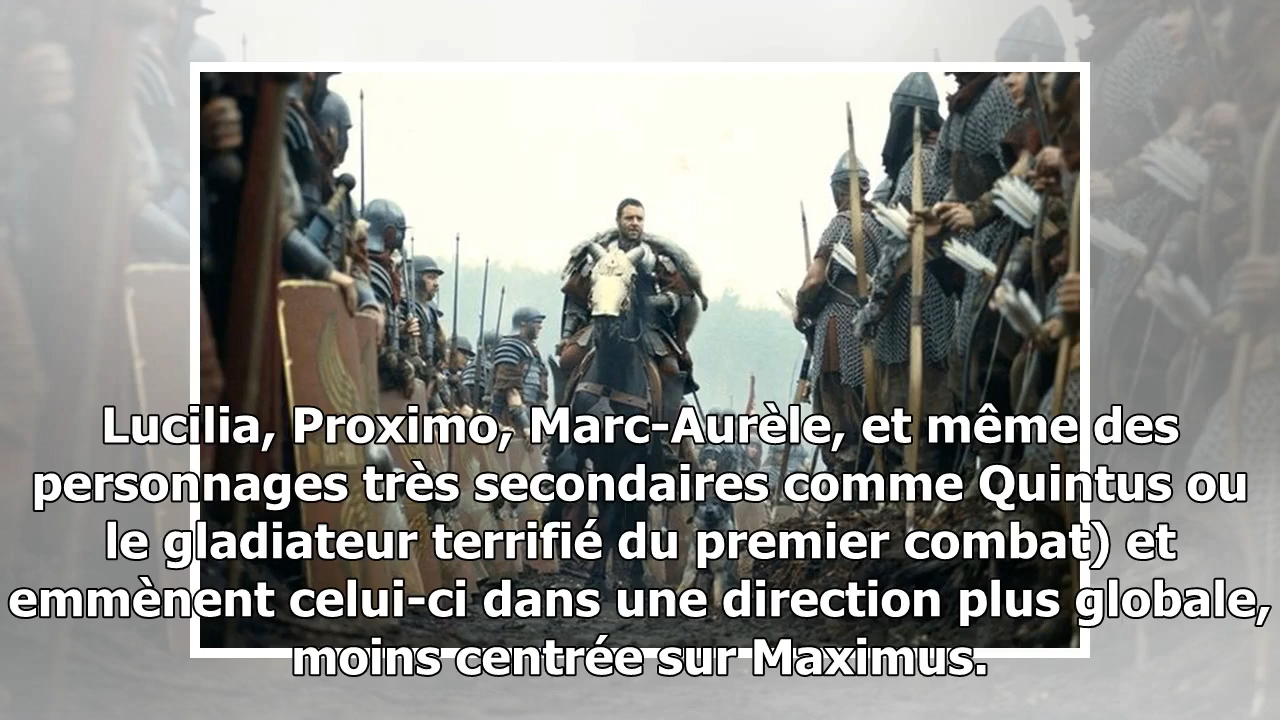 Lucilia, Proximo, Marc-Aurèle, et même des
personnages très secondaires comme Quintus ou
le gladiateur terrifié du premier combat) et
emmènent celui-ci dans une direction plus globale,
moins centrée sur Maximus.